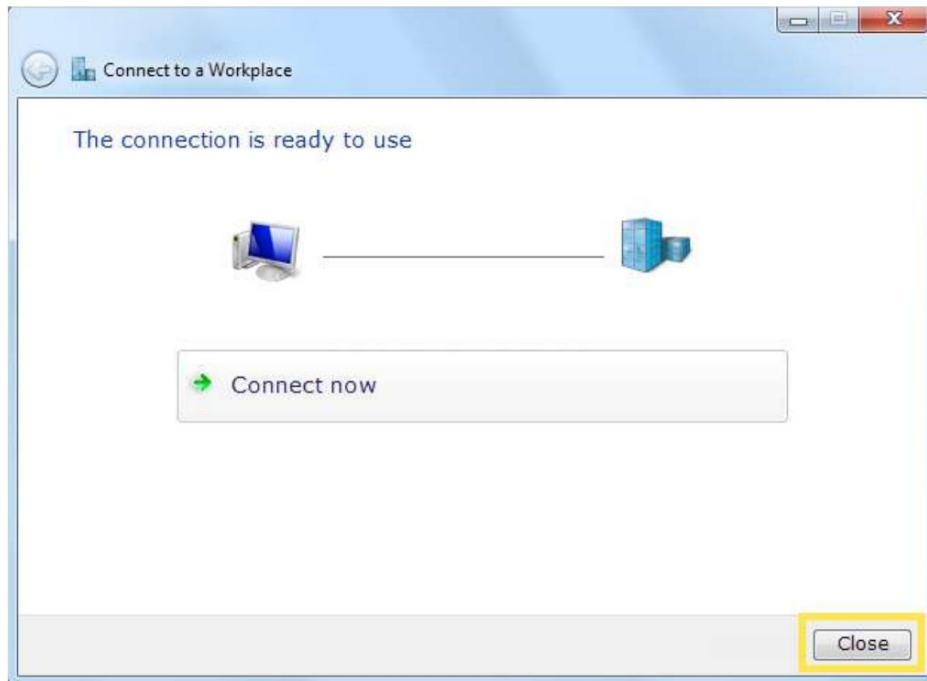 Connect to a Workplace
The connection is ready to use
Connect now
Close